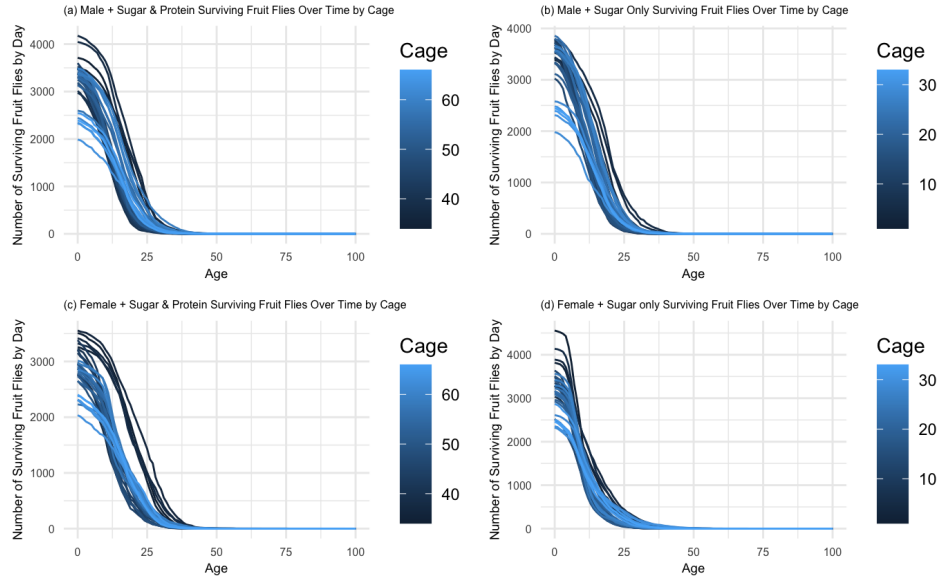 (a) Male + Sugar & Protein Surviving Fruit Flies Over Time by Cage
Number of Surviving Fruit Flies by Day
4000
3000
2000
1000
0
0 25 50 75 100
Age
Cage
60
50
40
(b) Male + Sugar Only Surviving Fruit Flies Over Time by Cage
Number of Surviving Fruit Flies by Day
4000
3000
2000
1000
0
0 25 50 75 100
Age
Cage
30
20
10
(c) Female + Sugar & Protein Surviving Fruit Flies Over Time by Cage
Number of Surviving Fruit Flies by Day
3000
2000
1000
0
0 25 50 75 100
Age
Cage
60
50
40
(d) Female + Sugar only Surviving Fruit Flies Over Time by Cage
Number of Surviving Fruit Flies by Day
4000
3000
2000
1000
0
0 25 50 75 100
Age
Cage
30
20
10